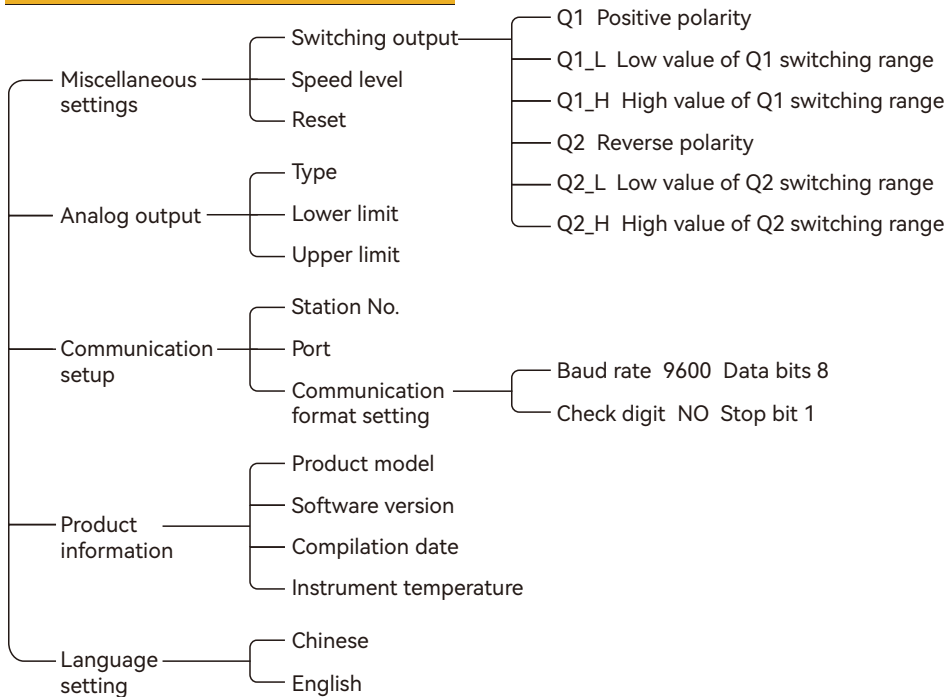 Miscellaneous
settings
Switching output
Q1 Positive polarity
Q1_L Low value of Q1 switching range
Q1_H High value of Q1 switching range
Q2 Reverse polarity
Q2_L Low value of Q2 switching range
Q2_H High value of Q2 switching range
Speed level
Reset
Analog output
Type
Lower limit
Upper limit
Communication
setup
Station No.
Port
Communication
format setting
Baud rate 9600 Data bits 8
Check digit NO Stop bit 1
Product
information
Product model
Software version
Compilation date
Instrument temperature
Language
setting
Chinese
English